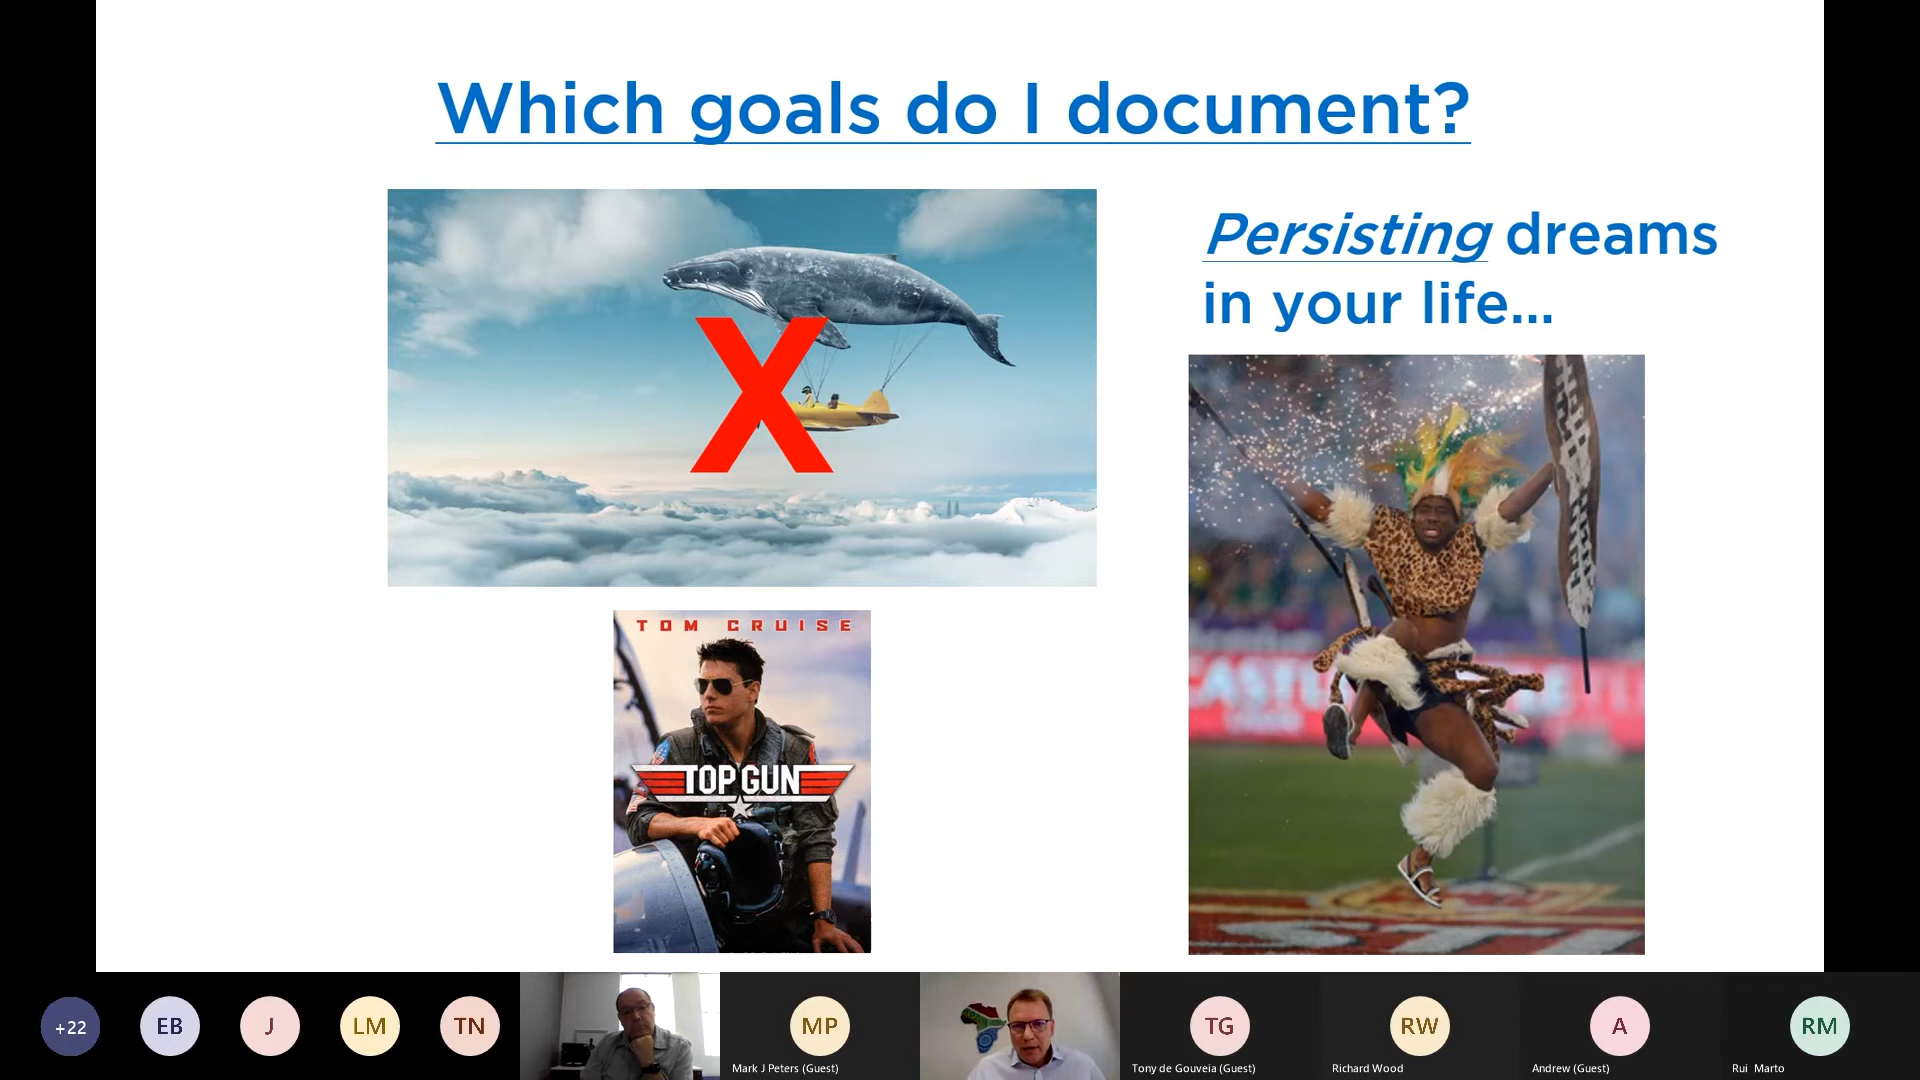 Which goals do I document?
Persisting dreams
in your life...
X
TOM CRUISE
TOP GUN
+22
EB
J
LM
TN
MP
Mark J Peters (Guest)
TG
Tony de Gouveia (Guest)
RW
Richard Wood
A
Andrew (Guest)
RM
Rui Marto